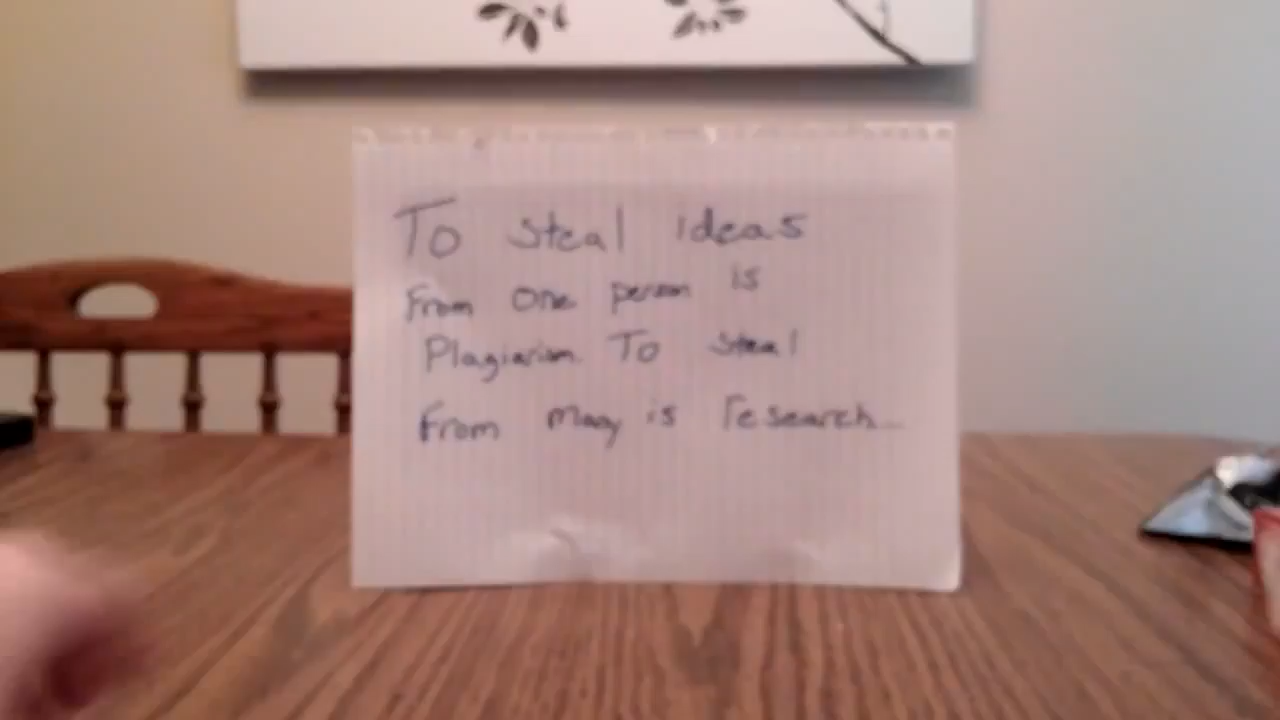 To steal ideas
From one person is
Plagiarism To steal
From many is research...